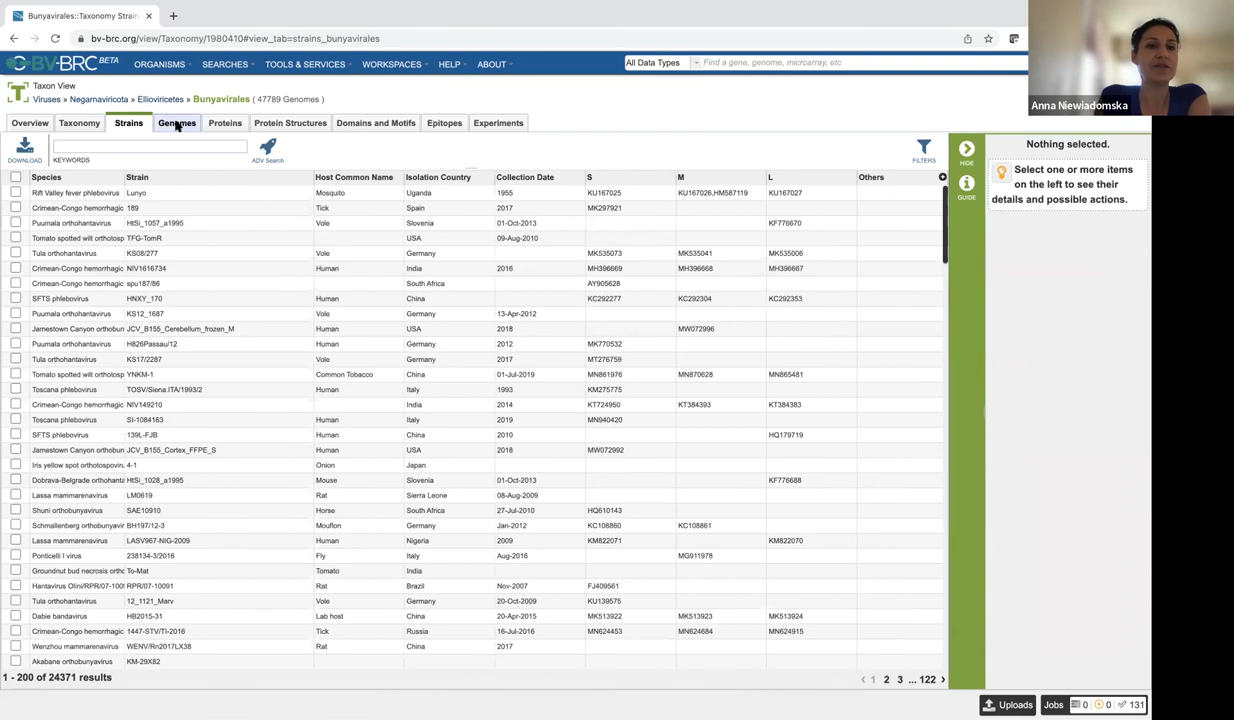 Bunyavirales::Taxonomy Strain
bv-brc.org/view/Taxonomy/1980410#view_tab=strains_bunyavirales
BV-BRC BETA ORGANISMS SEARCHES TOOLS & SERVICES WORKSPACES HELP ABOUT All Data Types Find a gene, genome, microarray, etc
Anna Niewiadomska
Taxon View
Viruses » Negarnaviricota » Ellioviricetes » Bunyavirales ( 47789 Genomes )
Overview Taxonomy Strains Genomes Proteins Protein Structures Domains and Motifs Epitopes Experiments
DOWNLOAD KEYWORDS ADV Search FILTERS
HIDE
GUIDE
Nothing selected.
Select one or more items
on the left to see their
details and possible actions.
Species Strain Host Common Name Isolation Country Collection Date S M L Others
Rift Valley fever phlebovirus Lunyo Mosquito Uganda 1955 KU167025 KU167026,HM587119 KU167027
Crimean-Congo hemorrhagic 189 Tick Spain 2017 MK297921
Puumala orthohantavirus HtSi_1057_a1995 Vole Slovenia 01-Oct-2013 KF776670
Tomato spotted wilt orthotosp TFG-TomR USA 09-Aug-2010
Tula orthohantavirus KS08/277 Vole Germany MK535073 MK535041 MK535006
Crimean-Congo hemorrhagic NIV1616734 Human India 2016 MH396669 MH396668 MH396667
Crimean-Congo hemorrhagic spu187/86 South Africa AY905628
SFTS phlebovirus HNXY_170 Human China KC292277 KC292304 KC292353
Puumala orthohantavirus KS12_1687 Vole Germany 13-Apr-2012
Jamestown Canyon orthobun JCV_B155_Cerebellum_frozen_M Human USA 2018 MW072996
Puumala orthohantavirus H826Passau/12 Human Germany 2012 MK770532
Tula orthohantavirus KS17/2287 Vole Germany 2017 MT276759
Tomato spotted wilt orthotosp YNKM-1 Common Tobacco China 01-Jul-2019 MN861976 MN870628 MN865481
Toscana phlebovirus TOSV/Siena.ITA/1993/2 Human Italy 1993 KM275775
Crimean-Congo hemorrhagic NIV149210 India 2014 KT724950 KT384393 KT384383
Toscana phlebovirus SI-1084163 Human Italy 2019 MN940420
SFTS phlebovirus 139L-FJB Human China 2010 HQ179719
Jamestown Canyon orthobun JCV_B155_Cortex_FFPE_S Human USA 2018 MW072992
Iris yellow spot orthotospoviru 4-1 Onion Japan
Dobrava-Belgrade orthohanta HtSi_1028_a1995 Mouse Slovenia 01-Oct-2013 KF776688
Lassa mammarenavirus LM0619 Rat Sierra Leone 08-Aug-2009
Shuni orthobunyavirus SAE10910 Horse South Africa 27-Jul-2010 HQ610143
Schmallenberg orthobunyavir BH197/12-3 Mouflon Germany Jan-2012 KC108860 KC108861
Lassa mammarenavirus LASV967-NIG-2009 Human Nigeria 2009 KM822071 KM822070
Ponticelli I virus 238134-3/2016 Fly Italy Aug-2016 MG911978
Groundnut bud necrosis ortho To-Mat Tomato India
Hantavirus Olini/RPR/07-1009 RPR/07-10091 Rat Brazil Nov-2007 FJ409561
Tula orthohantavirus 12_1121_Marv Vole Germany 20-Oct-2009 KU139575
Dabie bandavirus HB2015-31 Lab host China 20-Apr-2015 MK513922 MK513923 MK513924
Crimean-Congo hemorrhagic 1447-STV/TI-2016 Tick Russia 16-Jul-2016 MN624453 MN624684 MN624915
Wenzhou mammarenavirus WENV/Rn2017LX38 Rat China 2017
Akabane orthobunyavirus KM-29X82
1 - 200 of 24371 results 1 2 3 ... 122
Uploads Jobs 0 0 131